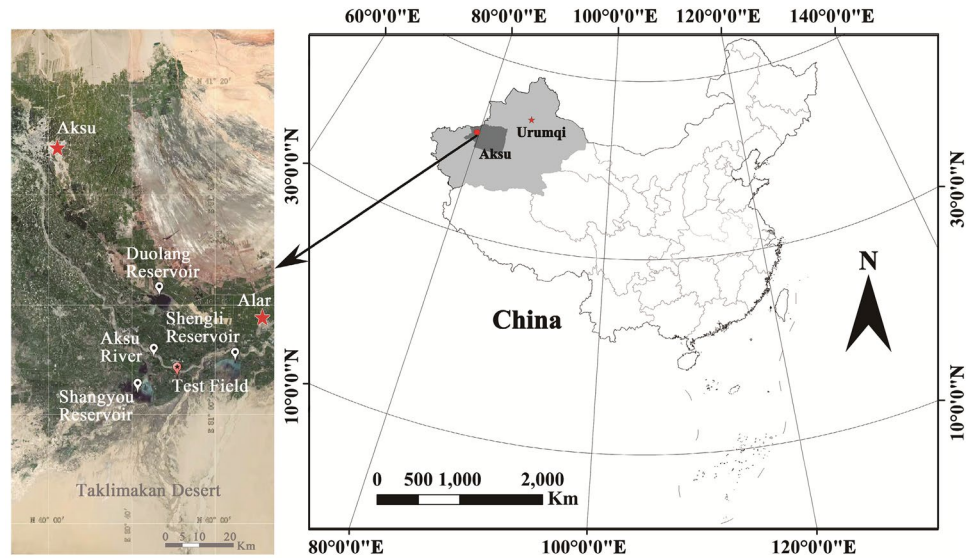 60°0'0"E
80°0'0"E
100°0'0"E
120°0'0"E
140°0'0"E
Aksu
Duolang
Reservoir
Alar
Shengli
Reservoir
Aksu
River
Test Field
Shangyou
Reservoir
Taklimakan Desert
0 5 10 20
Km
Urumqi
Aksu
China
N
30°0'0"N
10°0'0"N
30°0'0"N
10°0'0"N
0 500 1,000 2,000
Km
80°0'0"E
100°0'0"E
120°0'0"E